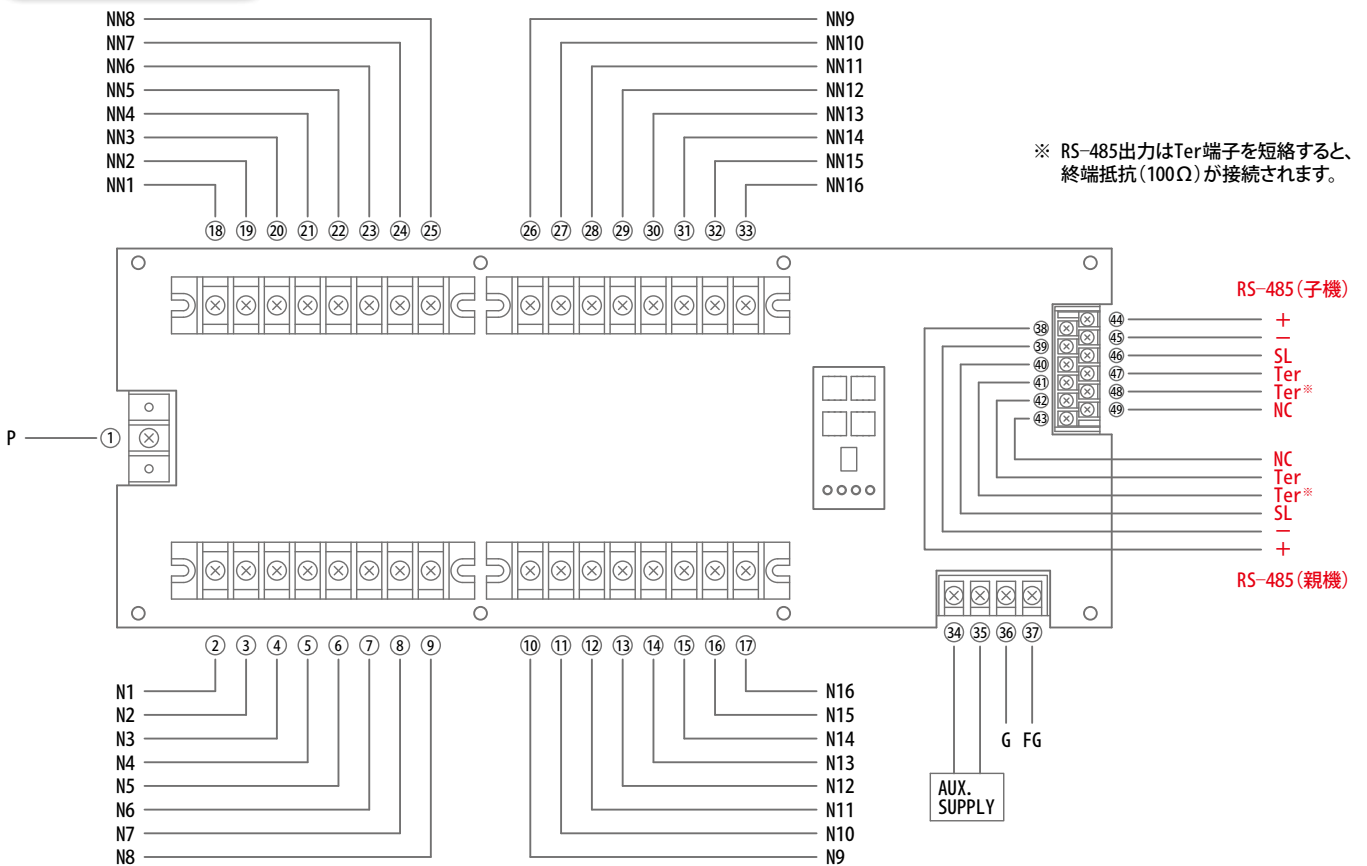 NN8
NN7
NN6
NN5
NN4
NN3
NN2
NN1
NN9
NN10
NN11
NN12
NN13
NN14
NN15
NN16
※ RS-485出力はTer端子を短絡すると、
終端抵抗(100Ω)が接続されます。
⑱ ⑲ ⑳ ㉑ ㉒ ㉓ ㉔ ㉕
㉖ ㉗ ㉘ ㉙ ㉚ ㉛ ㉜ ㉝
P ①
㊳
㊴
㊵
㊶
㊷
㊸
RS-485(子機)
㊹ +
㊺ −
㊻ SL
㊼ Ter
㊽ Ter※
㊾ NC
NC
Ter
Ter※
SL
−
+
RS-485(親機)
② ③ ④ ⑤ ⑥ ⑦ ⑧ ⑨
⑩ ⑪ ⑫ ⑬ ⑭ ⑮ ⑯ ⑰
㉞ ㉟ ㊱ ㊲
N1
N2
N3
N4
N5
N6
N7
N8
N16
N15
N14
N13
N12
N11
N10
N9
G FG
AUX.
SUPPLY